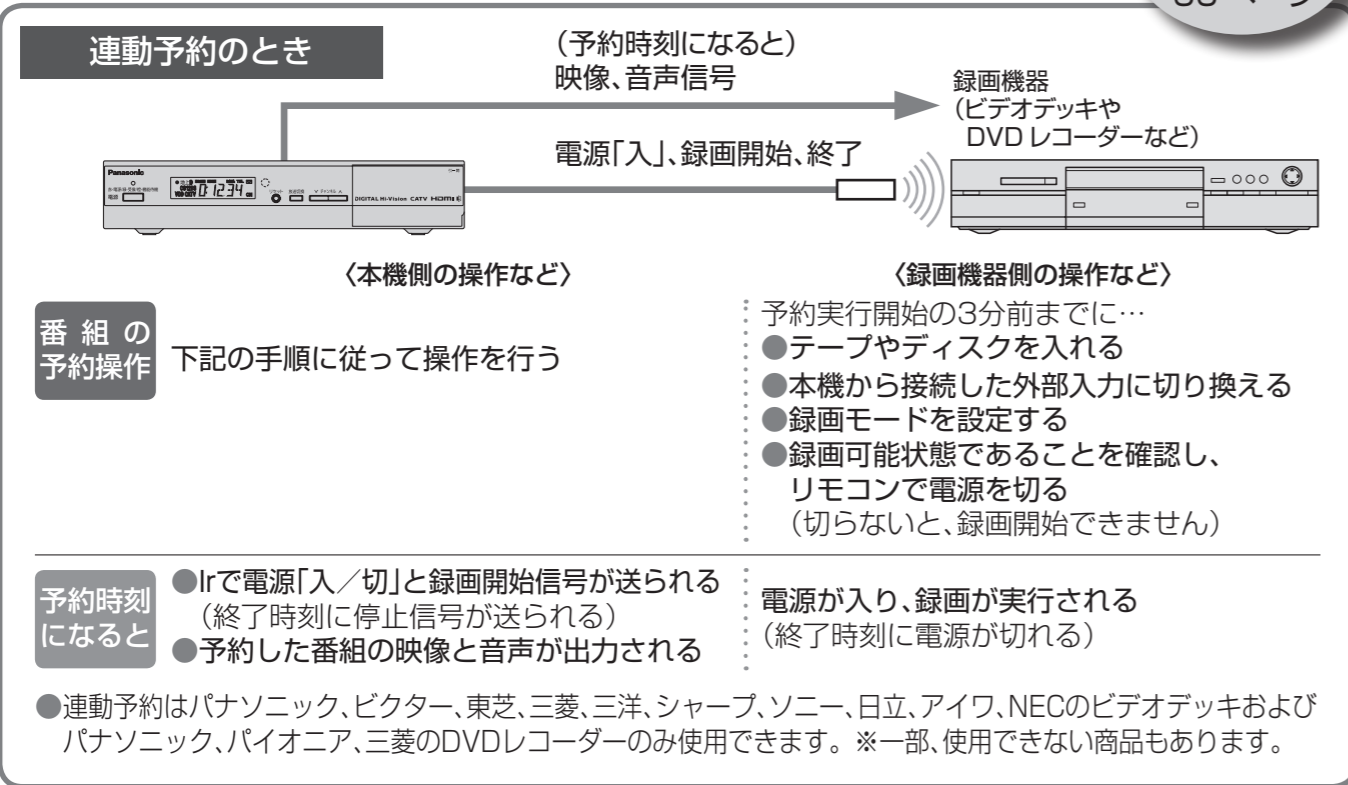 連動予約のとき
(予約時刻になると)
映像、音声信号
録画機器
(ビデオデッキや
DVD レコーダーなど)
電源「入」、録画開始、終了
Panasonic
電源
リセット 放送切換 チャンネル
12:34
DIGITAL Hi-Vision CATV HDMI
〈本機側の操作など〉
〈録画機器側の操作など〉
番組の
予約操作
下記の手順に従って操作を行う
予約実行開始の3分前までに…
●テープやディスクを入れる
●本機から接続した外部入力に切り換える
●録画モードを設定する
●録画可能状態であることを確認し、
リモコンで電源を切る
(切らないと、録画開始できません)
予約時刻
になると
●Irで電源「入/切」と録画開始信号が送られる
(終了時刻に停止信号が送られる)
●予約した番組の映像と音声が出力される
電源が入り、録画が実行される
(終了時刻に電源が切れる)
●連動予約はパナソニック、ビクター、東芝、三菱、三洋、シャープ、ソニー、日立、アイワ、NECのビデオデッキおよび
パナソニック、パイオニア、三菱のDVDレコーダーのみ使用できます。※一部、使用できない商品もあります。